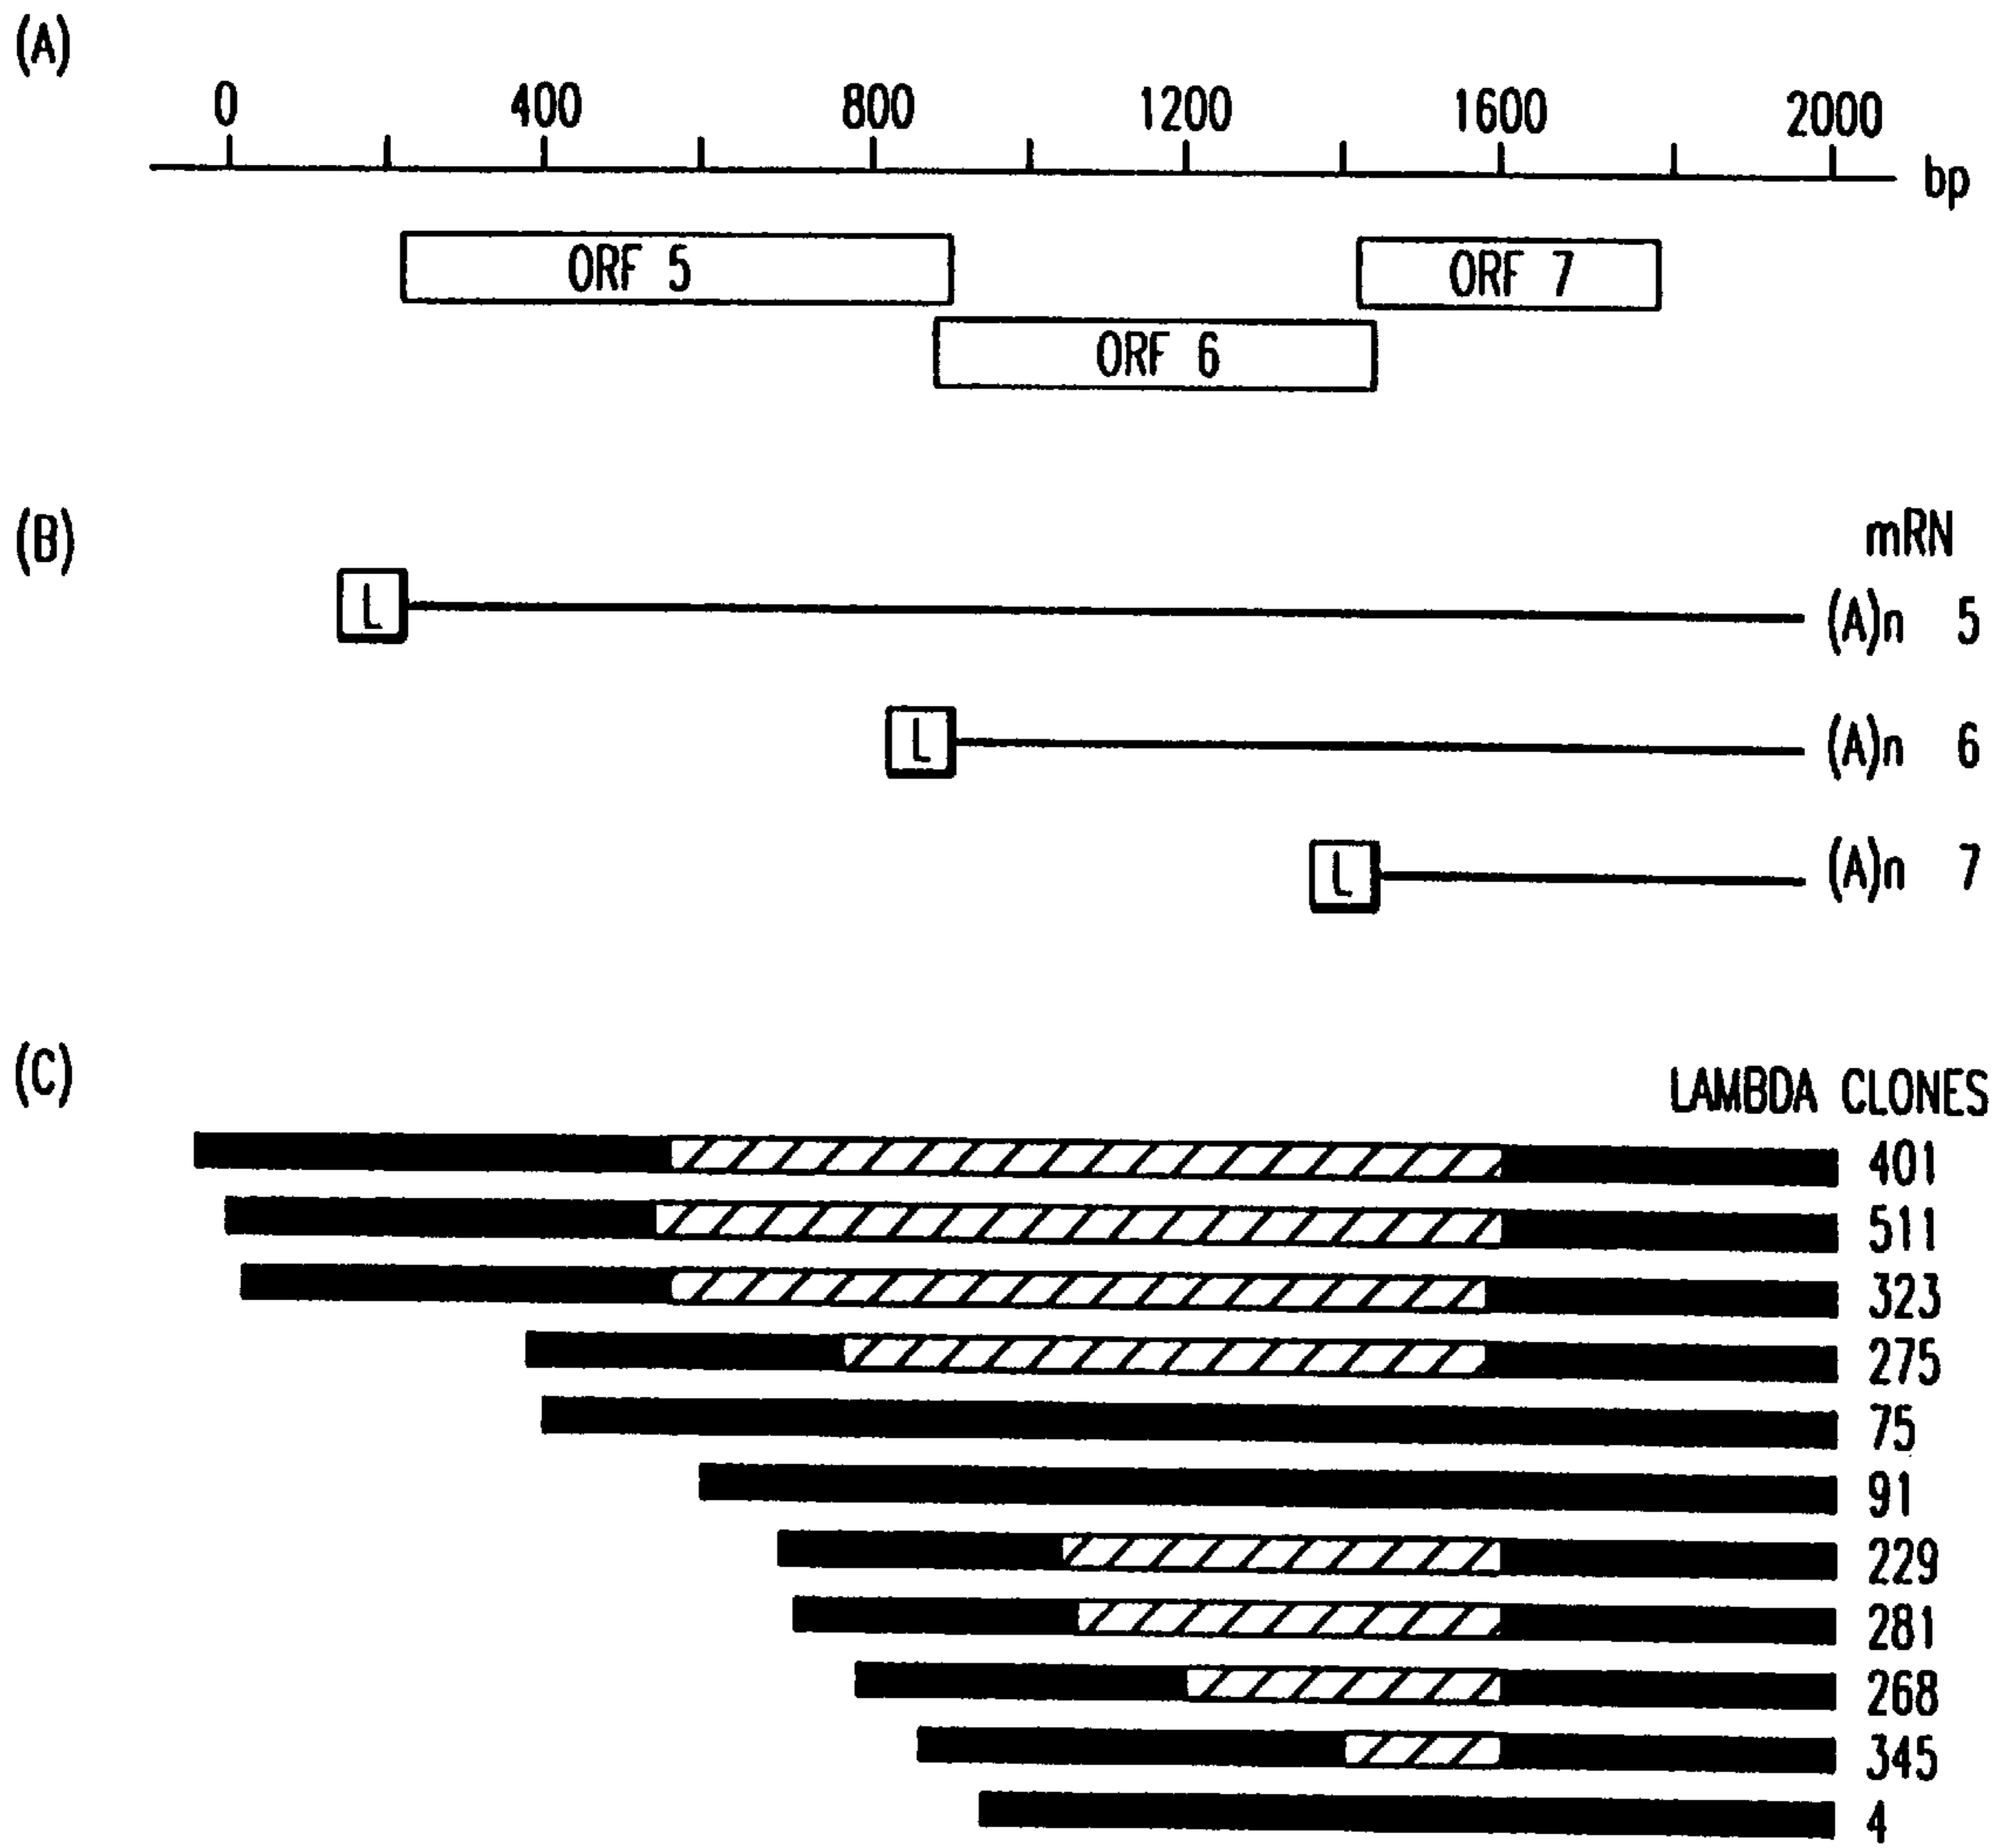 (A)
0 400 800 1200 1600 2000
bp
ORF 5
ORF 7
ORF 6
(B)
mRN
L (A)n 5
L (A)n 6
L (A)n 7
(C)
LAMBDA CLONES
401
511
323
275
75
91
229
281
268
345
4